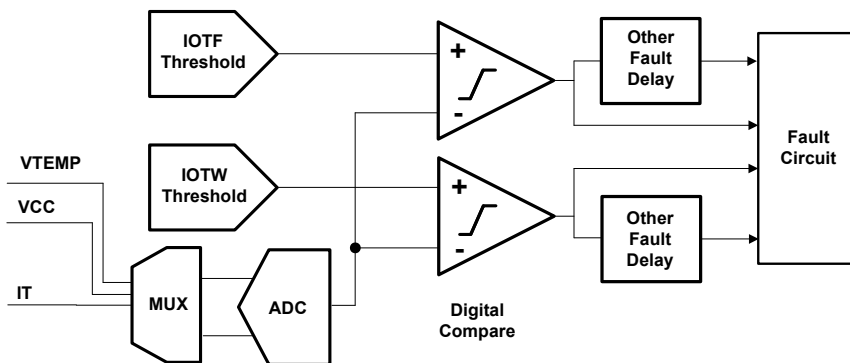 IOTF
Threshold
+
-
Other
Fault
Delay
Fault
Circuit
IOTW
Threshold
+
-
Other
Fault
Delay
VTEMP
VCC
IT
MUX
ADC
Digital
Compare